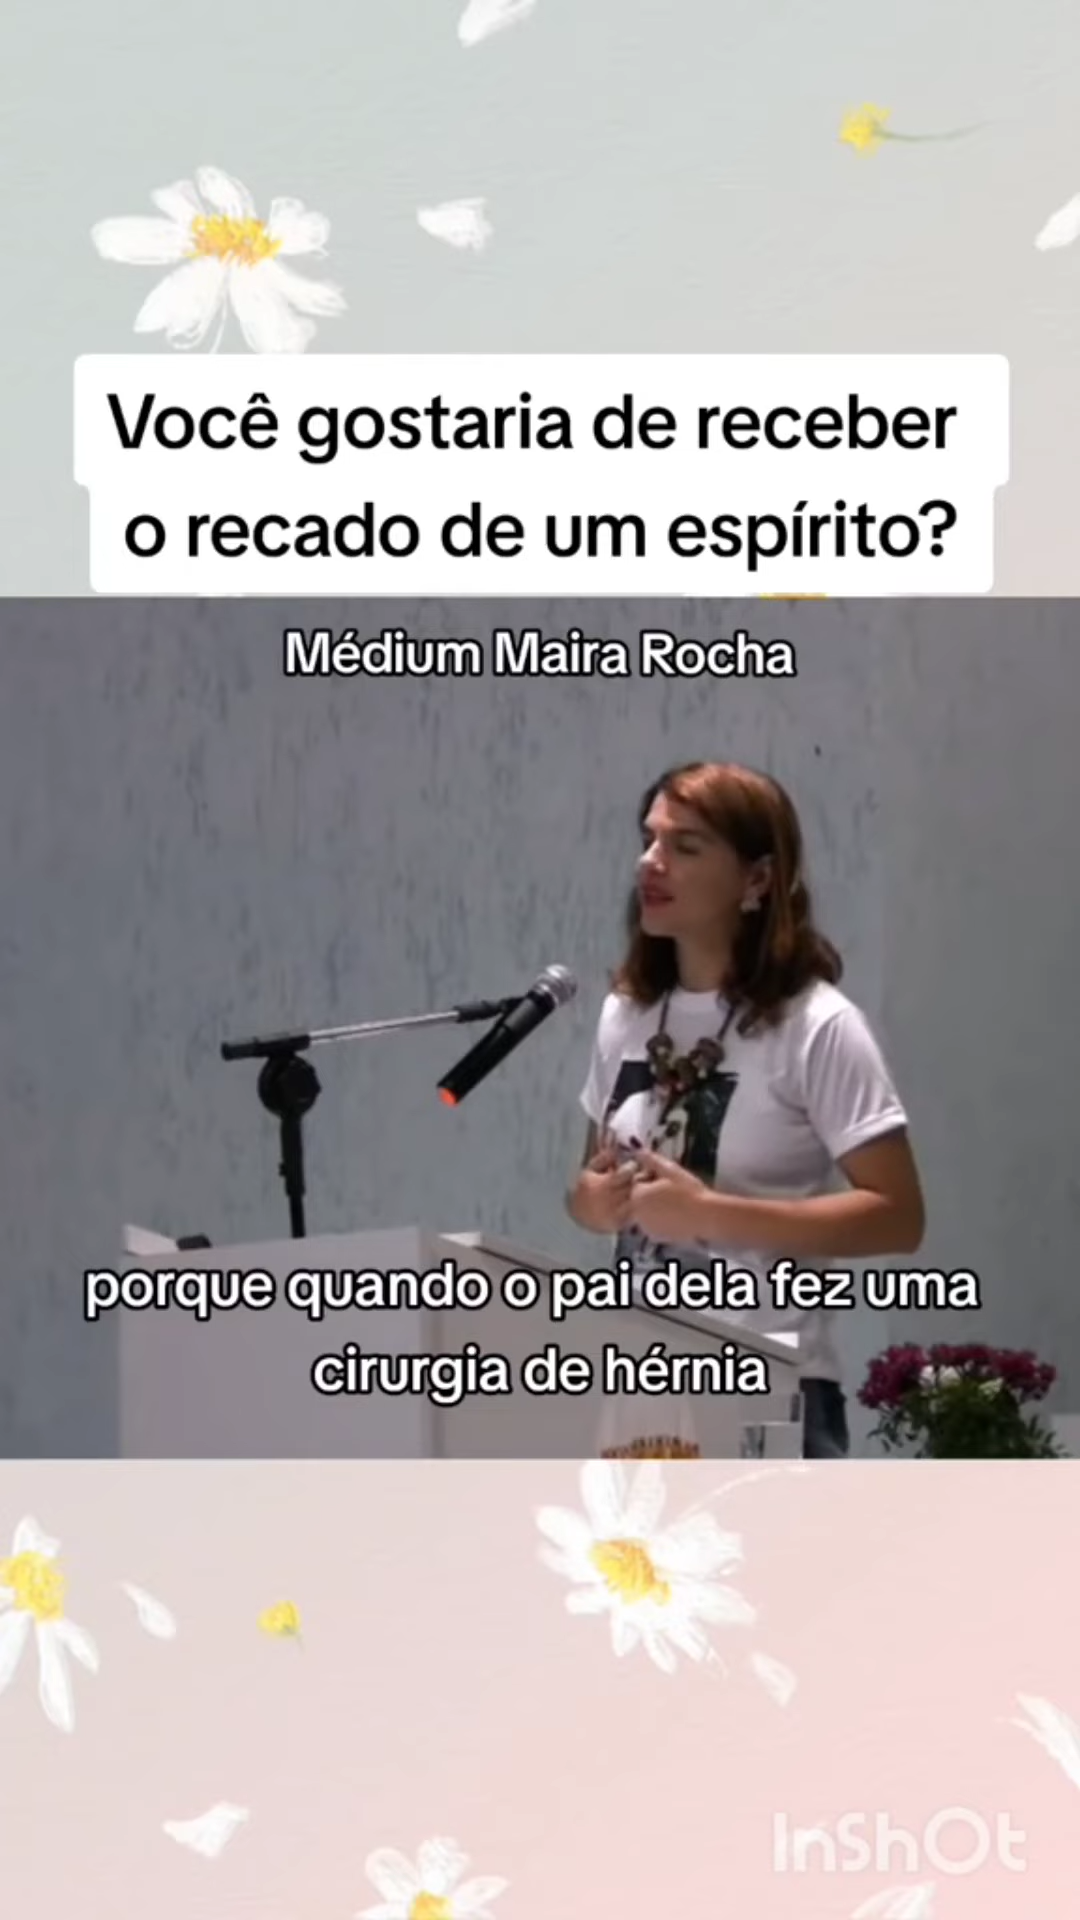 Você gostaria de receber
o recado de um espírito?
Médium Maira Rocha
porque quando o pai dela fez uma
cirurgia de hérnia
InShOt